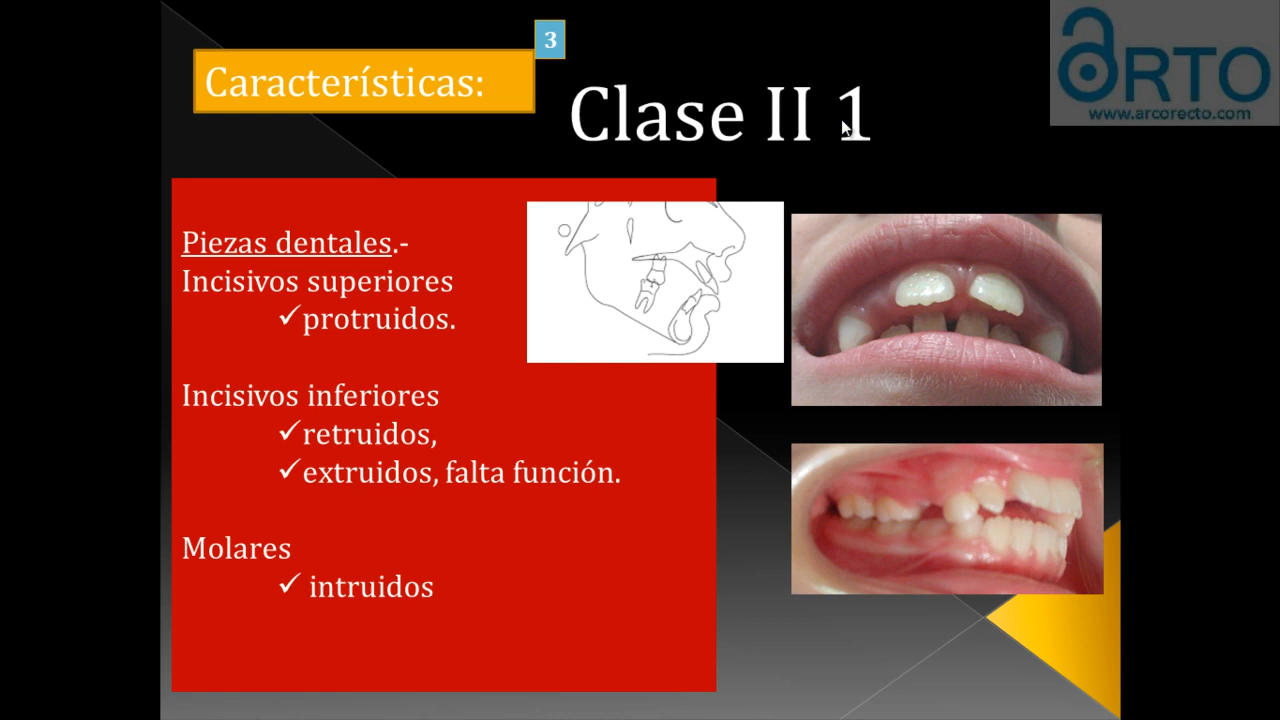 3
Características:
Clase II 1
ARTO
www.arcorecto.com
Piezas dentales.-
Incisivos superiores
✓protruidos.
Incisivos inferiores
✓retruidos,
✓extruidos, falta función.
Molares
✓ intruidos